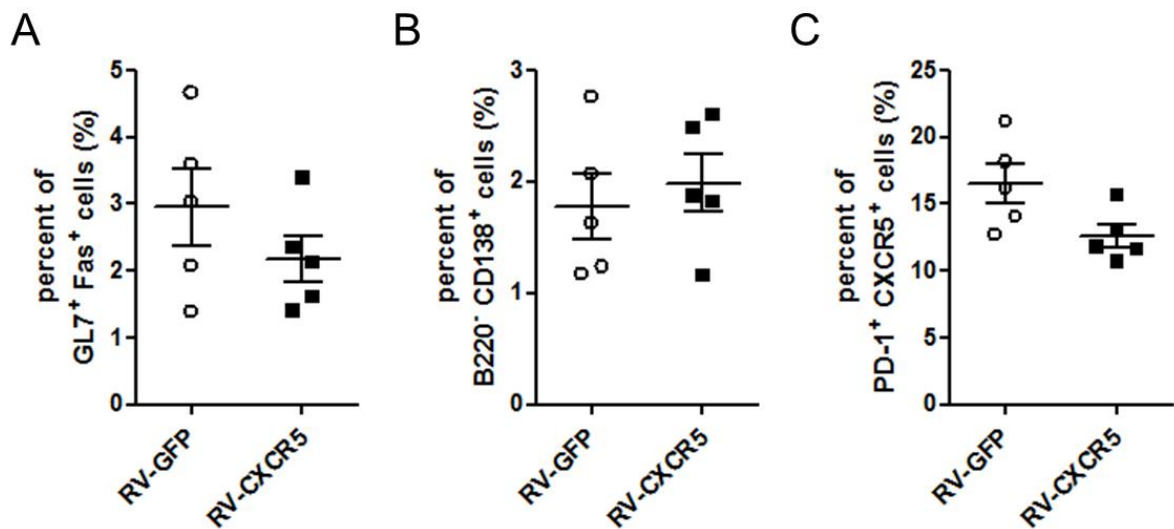 A
percent of
GL7⁺ Fas⁺ cells (%)
5
4
3
2
1
0
RV-GFP
RV-CXCR5
B
percent of
B220⁻ CD138⁺ cells (%)
3
2
1
0
RV-GFP
RV-CXCR5
C
percent of
PD-1⁺ CXCR5⁺ cells (%)
25
20
15
10
5
0
RV-GFP
RV-CXCR5